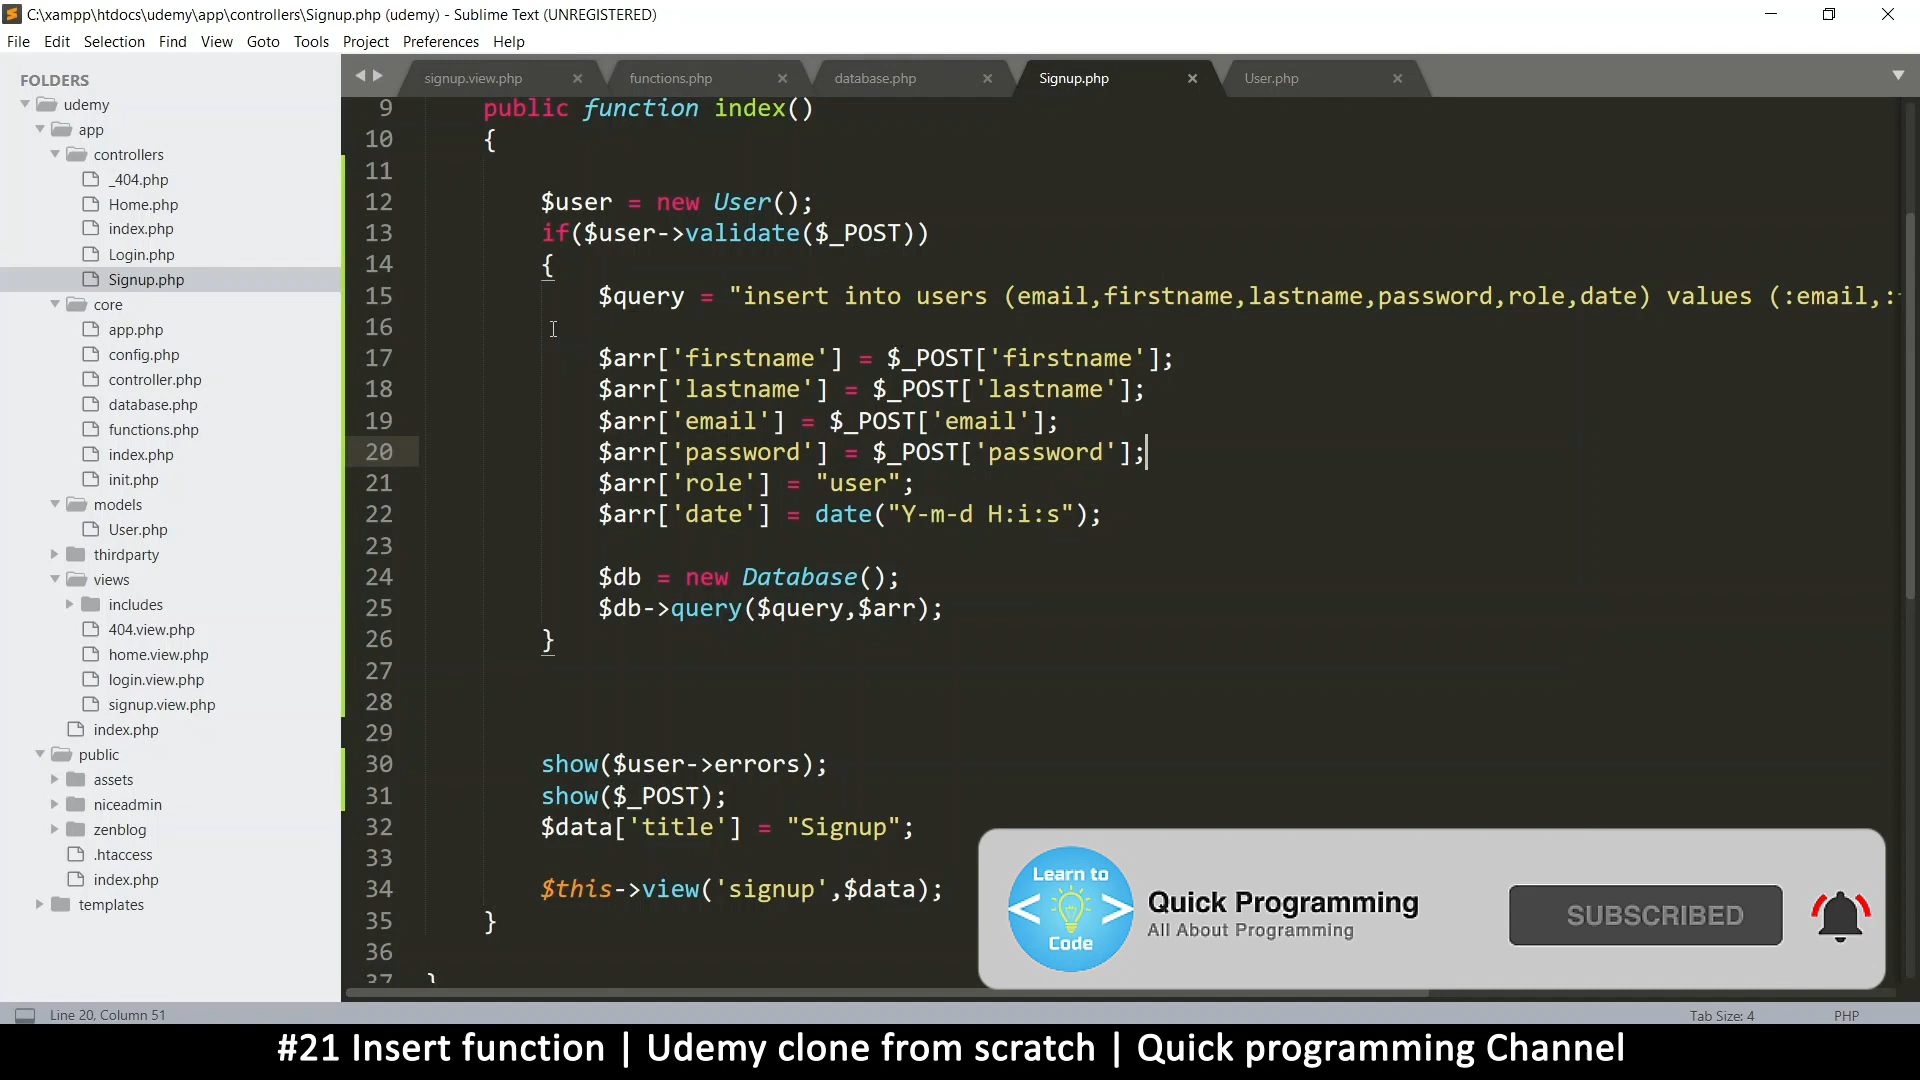 C:\xampp\htdocs\udemy\app\controllers\Signup.php (udemy) - Sublime Text (UNREGISTERED)
File Edit Selection Find View Goto Tools Project Preferences Help
FOLDERS
udemy
app
controllers
_404.php
Home.php
index.php
Login.php
Signup.php
core
app.php
config.php
controller.php
database.php
functions.php
index.php
init.php
models
User.php
thirdparty
views
includes
404.view.php
home.view.php
login.view.php
signup.view.php
index.php
public
assets
niceadmin
zenblog
.htaccess
index.php
templates
signup.view.php functions.php database.php Signup.php User.php
9 public function index()
10 {
11
12 $user = new User();
13 if($user->validate($_POST))
14 {
15 $query = "insert into users (email,firstname,lastname,password,role,date) values (:email,:
16
17 $arr['firstname'] = $_POST['firstname'];
18 $arr['lastname'] = $_POST['lastname'];
19 $arr['email'] = $_POST['email'];
20 $arr['password'] = $_POST['password'];
21 $arr['role'] = "user";
22 $arr['date'] = date("Y-m-d H:i:s");
23
24 $db = new Database();
25 $db->query($query,$arr);
26 }
27
28
29
30 show($user->errors);
31 show($_POST);
32 $data['title'] = "Signup";
33
34 $this->view('signup',$data);
35 }
36
37 }
Learn to
< >
Code
Quick Programming
All About Programming
SUBSCRIBED
Line 20, Column 51 Tab Size: 4 PHP
#21 Insert function | Udemy clone from scratch | Quick programming Channel